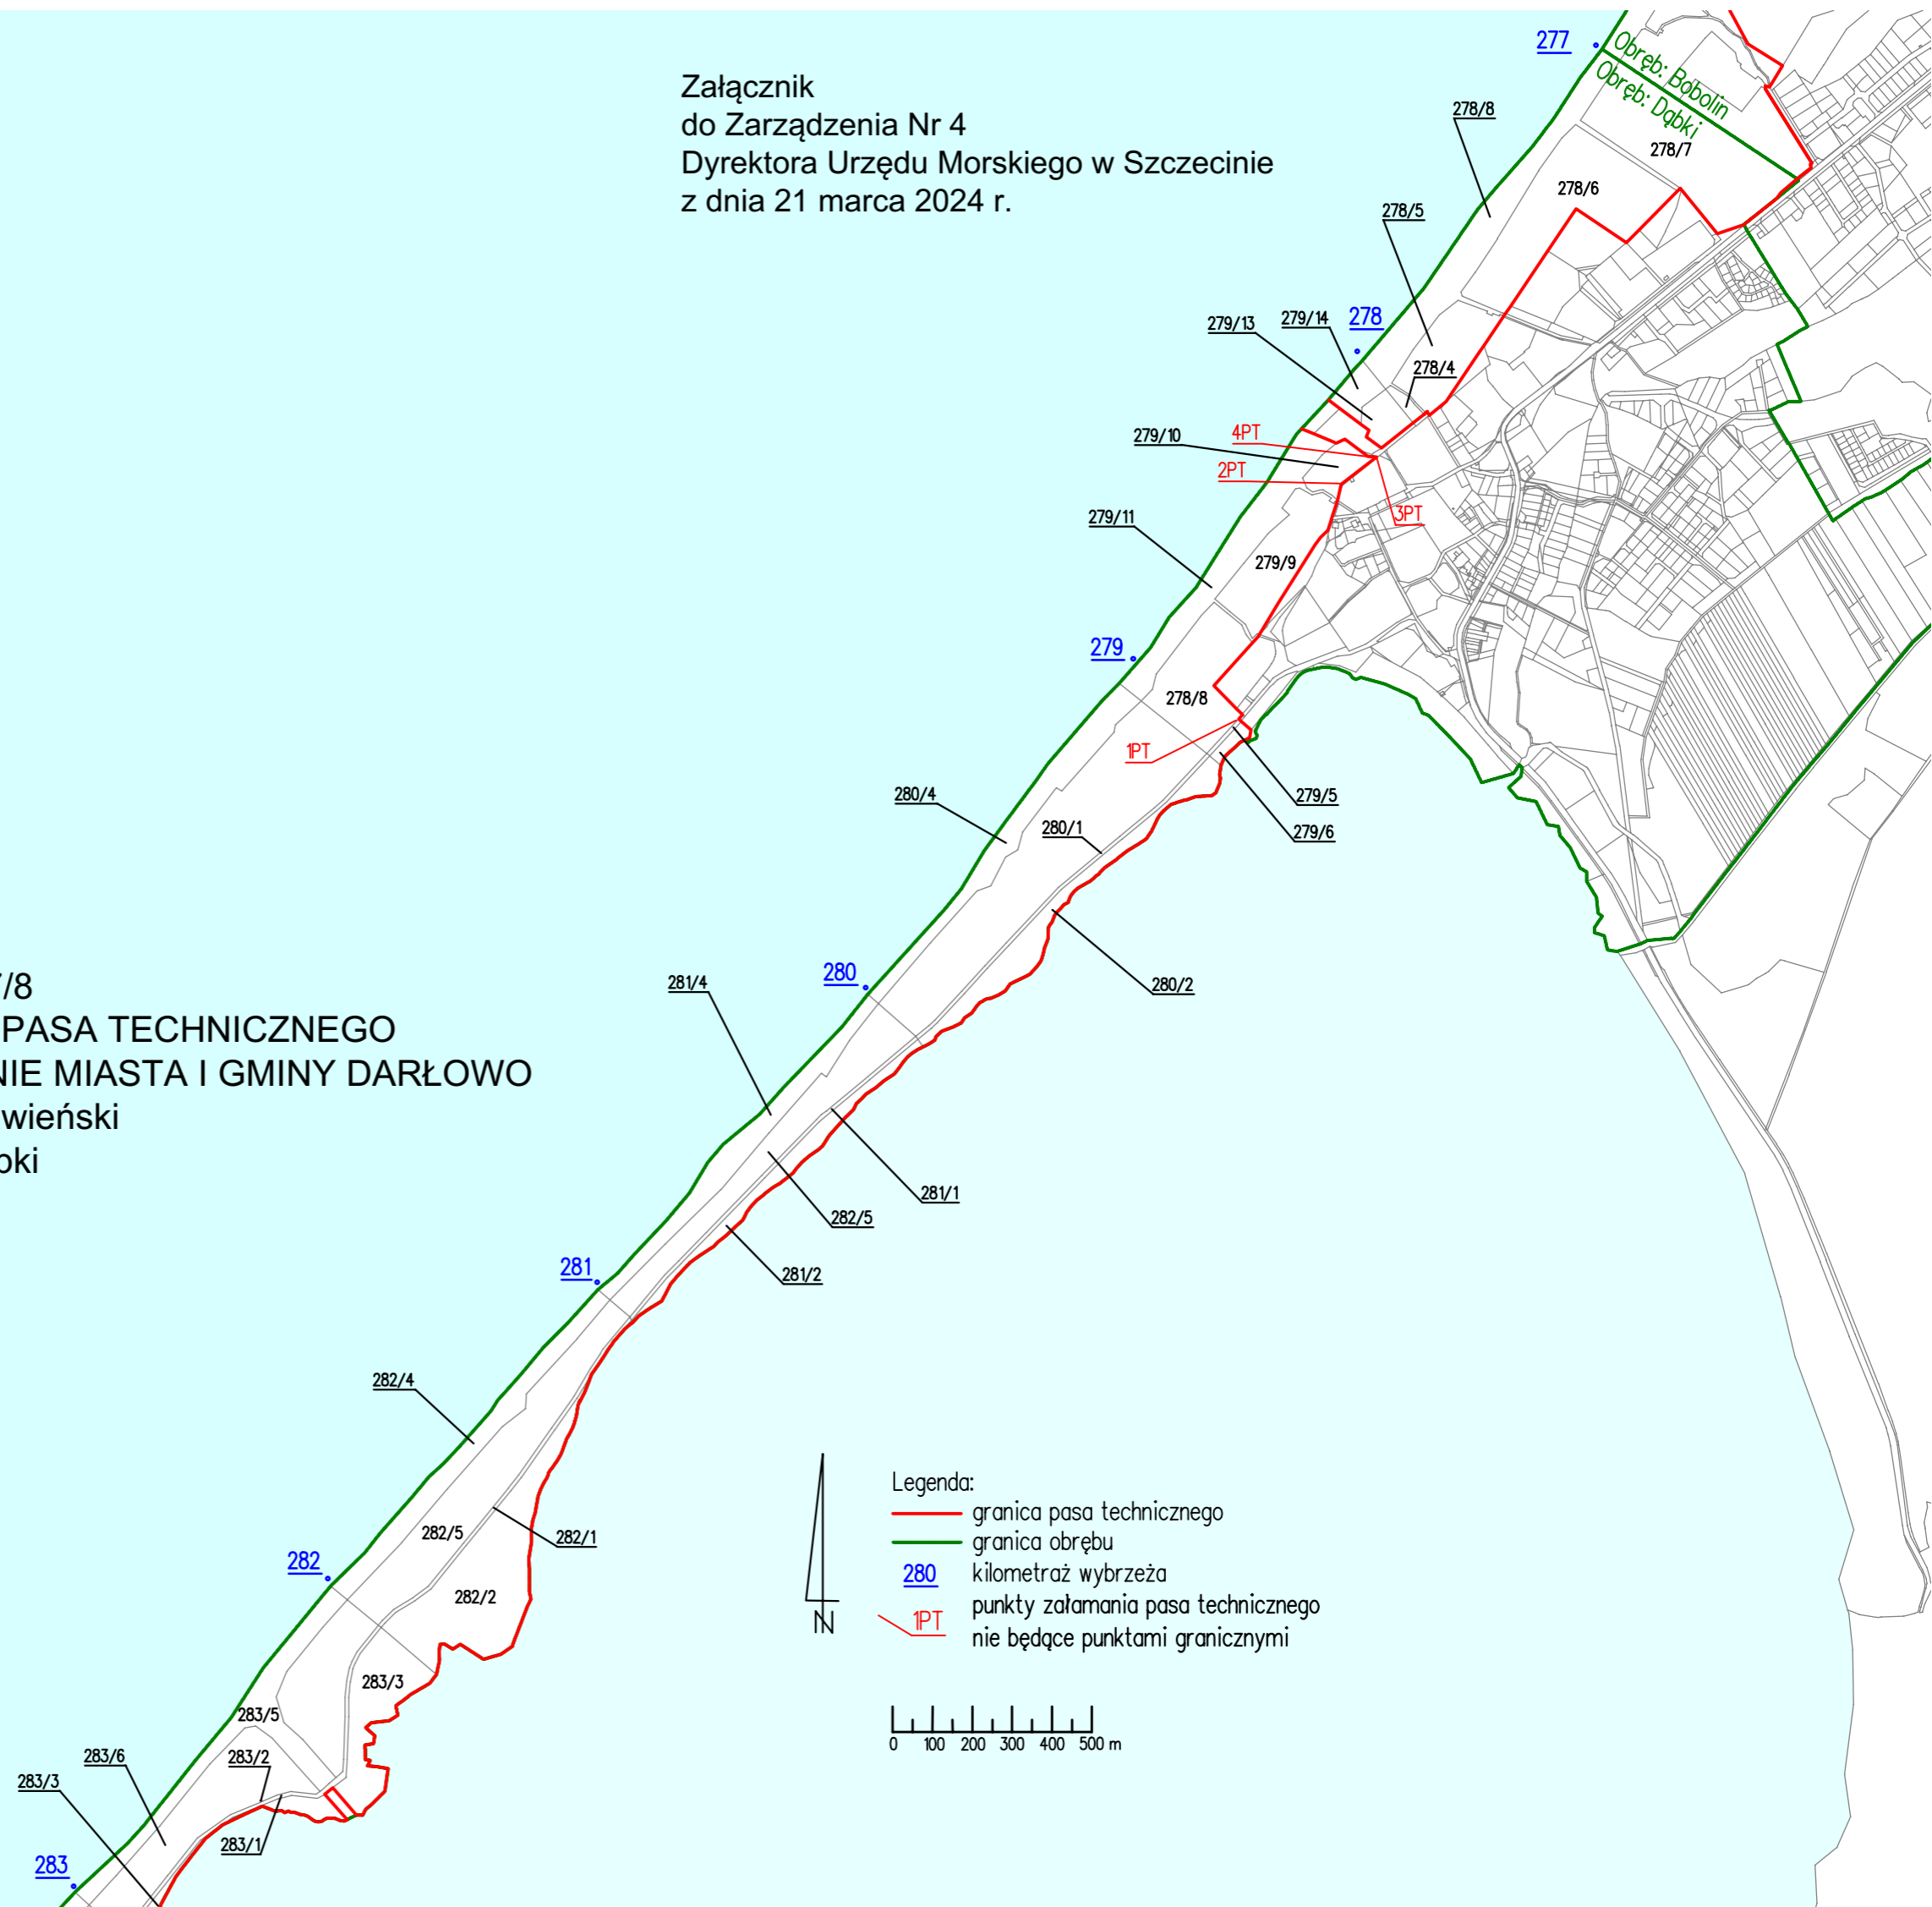 Załącznik
do Zarządzenia Nr 4
Dyrektora Urzędu Morskiego w Szczecinie
z dnia 21 marca 2024 r.
277
Obręb: Bobolin
Obręb: Dąbki
278/8
278/7
278/6
278/5
279/13
279/14
278
278/4
279/10
4PT
2PT
3PT
279/11
279/9
279
278/8
1PT
279/5
279/6
280/4
280/1
280/2
281/4
280
7/8
PASA TECHNICZNEGO
NIE MIASTA I GMINY DARŁOWO
wieński
bki
281/1
282/5
281/2
281
282/4
282/5
282/1
282
282/2
283/3
283/5
283/6
283/2
283/3
283/1
283
Legenda:
granica pasa technicznego
granica obrębu
280 kilometraż wybrzeża
1PT punkty załamania pasa technicznego
nie będące punktami granicznymi
N
0 100 200 300 400 500 m